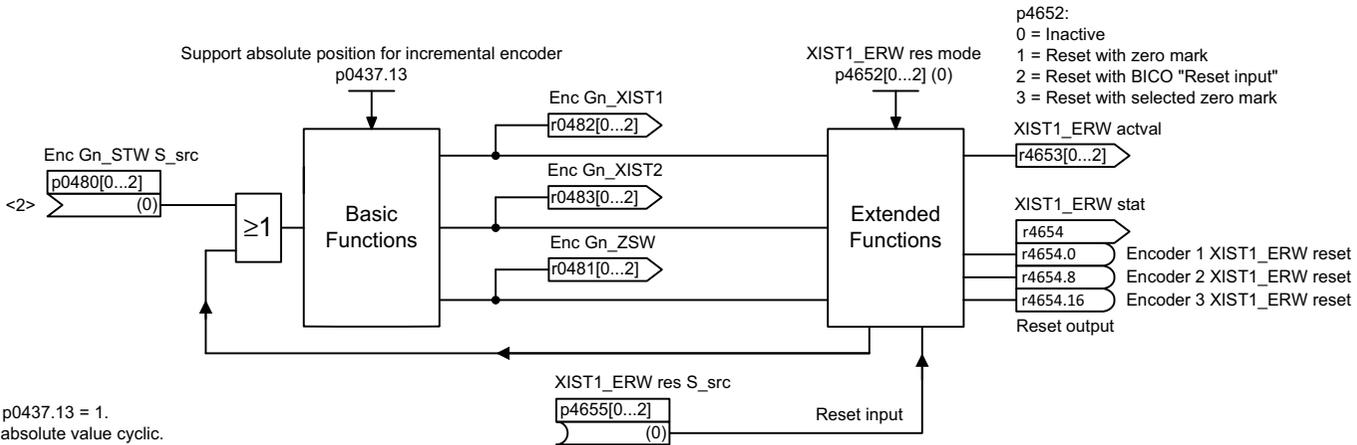 p4652:
0 = Inactive
1 = Reset with zero mark
2 = Reset with BICO "Reset input"
3 = Reset with selected zero mark
Support absolute position for incremental encoder
p0437.13
XIST1_ERW res mode
p4652[0...2] (0)
Enc Gn_XIST1
r0482[0...2]
XIST1_ERW actval
r4653[0...2]
Enc Gn_STW S_src
p0480[0...2]
<2>
(0)
≥1
Basic
Functions
Enc Gn_XIST2
r0483[0...2]
Extended
Functions
XIST1_ERW stat
r4654
Enc Gn_ZSW
r0481[0...2]
r4654.0 Encoder 1 XIST1_ERW reset
r4654.8 Encoder 2 XIST1_ERW reset
r4654.16 Encoder 3 XIST1_ERW reset
Reset output
XIST1_ERW res S_src
p4655[0...2]
(0)
Reset input
p0437.13 = 1.
absolute value cyclic.